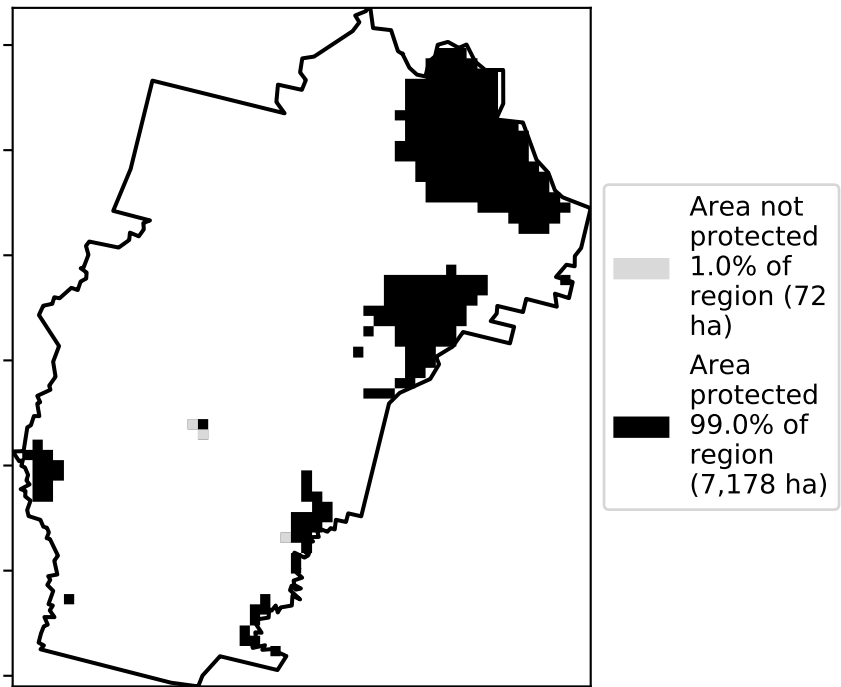 Area not
protected
1.0% of
region (72
ha)
Area
protected
99.0% of
region
(7,178 ha)